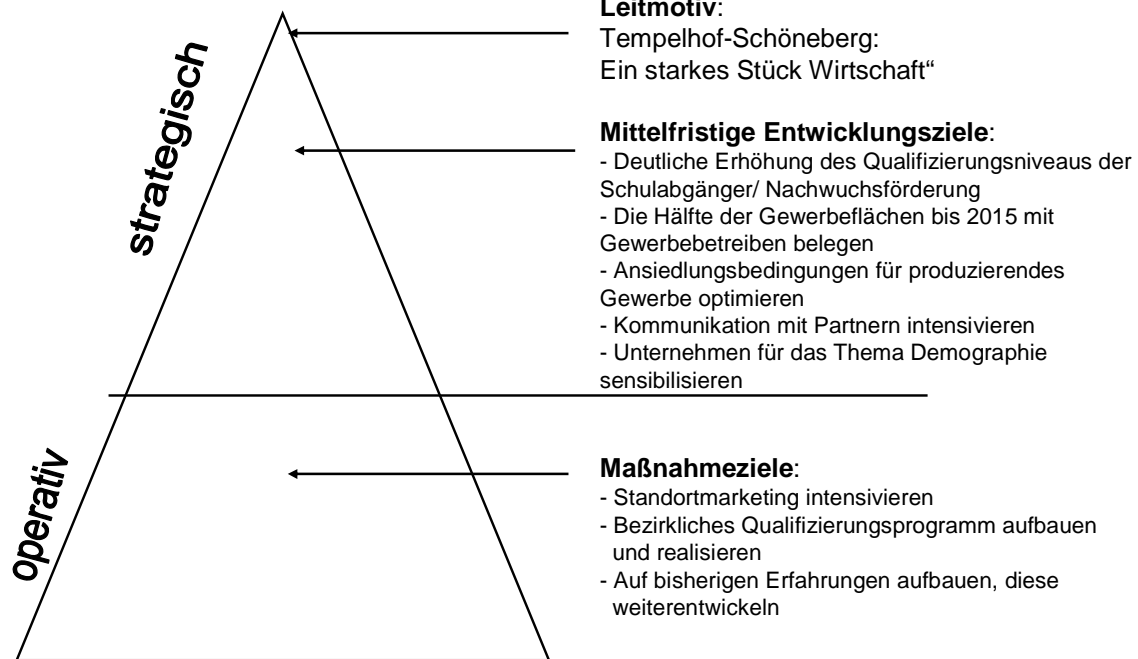 Leitmotiv:
Tempelhof-Schöneberg:
Ein starkes Stück Wirtschaft“
strategisch
Mittelfristige Entwicklungsziele:
- Deutliche Erhöhung des Qualifizierungsniveaus der
Schulabgänger/ Nachwuchsförderung
- Die Hälfte der Gewerbeflächen bis 2015 mit
Gewerbebetreiben belegen
- Ansiedlungsbedingungen für produzierendes
Gewerbe optimieren
- Kommunikation mit Partnern intensivieren
- Unternehmen für das Thema Demographie
sensibilisieren
operativ
Maßnahmeziele:
- Standortmarketing intensivieren
- Bezirkliches Qualifizierungsprogramm aufbauen
und realisieren
- Auf bisherigen Erfahrungen aufbauen, diese
weiterentwickeln